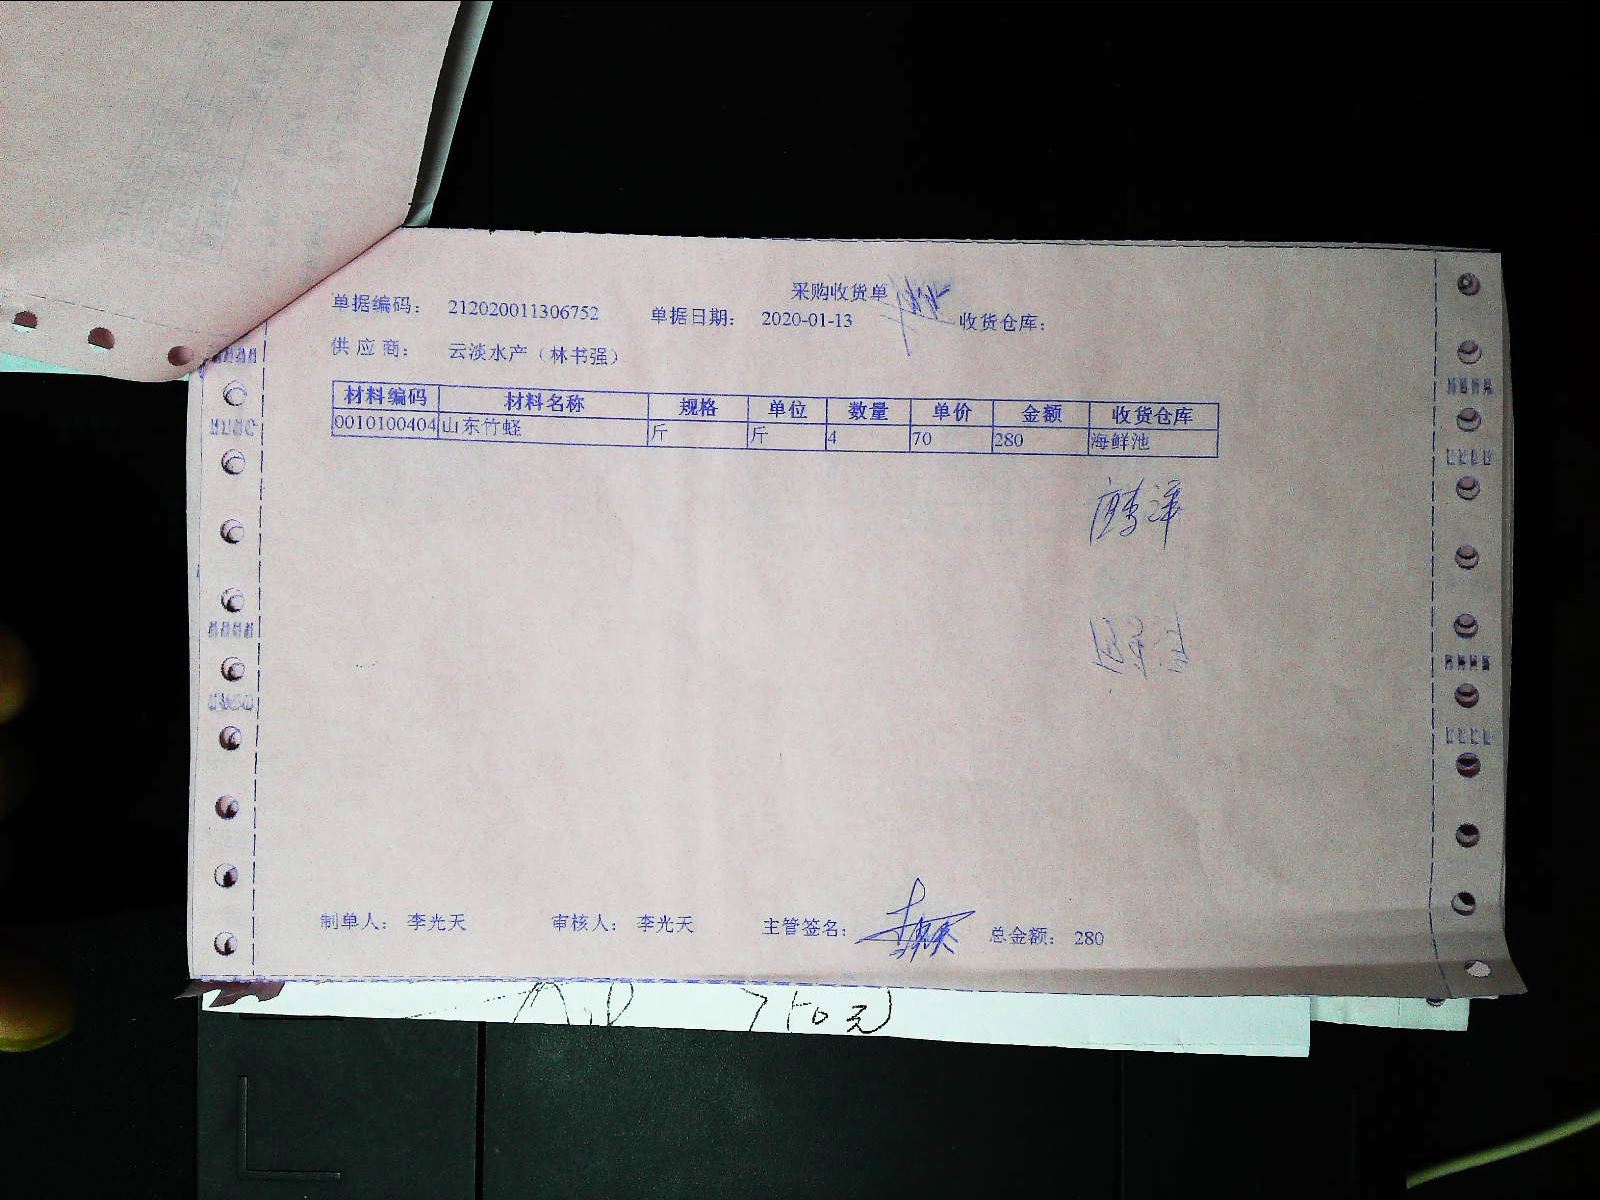 采购收货单
单据编码： 212020011306752 单据日期： 2020-01-13 收货仓库：
供 应 商： 云淡水产（林书强）
材料编码 材料名称 规格 单位 数量 单价 金额 收货仓库
0010100404 山东竹蛏 斤 斤 4 70 280 海鲜池
制单人： 李光天 审核人： 李光天 主管签名： 总金额： 280